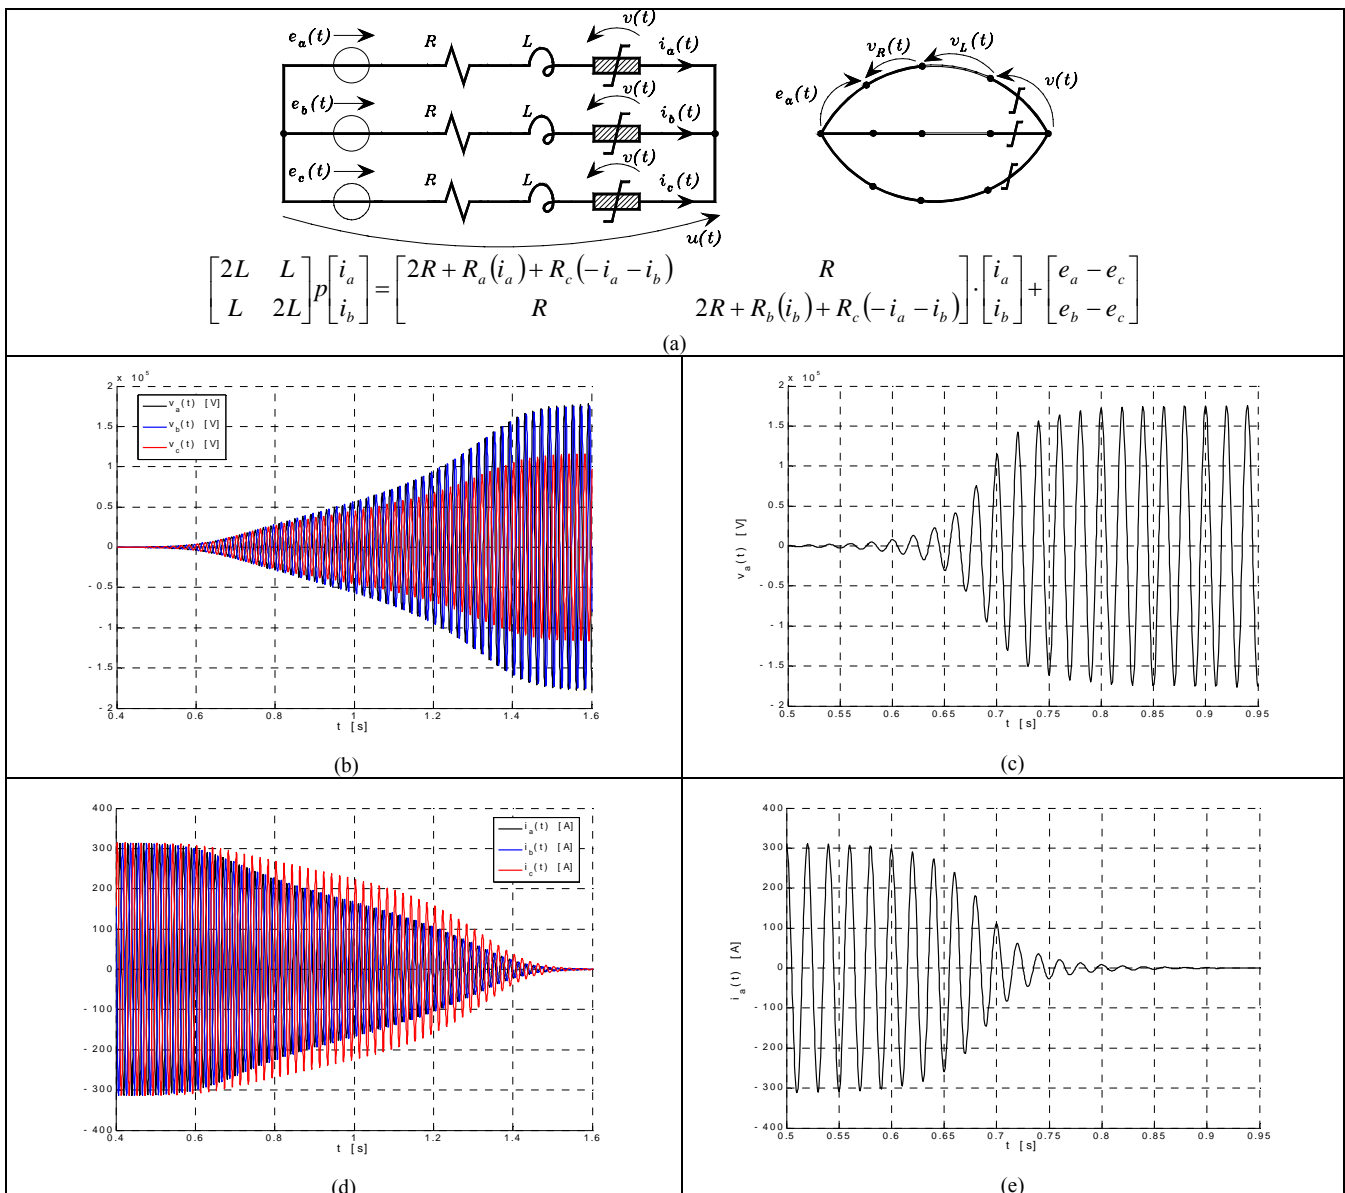 e_a(t) R L v(t) i_a(t)
e_b(t) R L v(t) i_b(t)
e_c(t) R L v(t) i_c(t)
u(t)
e_a(t) v_R(t) v_L(t) v(t)
[2L L; L 2L] p [i_a; i_b] = [2R + R_a(i_a) + R_c(−i_a − i_b) R; R 2R + R_b(i_b) + R_c(−i_a − i_b)] · [i_a; i_b] + [e_a − e_c; e_b − e_c]
(a)
x 10^5
2
1.5
1
0.5
0
-0.5
-1
-1.5
-2
v_a(t) [V]
v_b(t) [V]
v_c(t) [V]
0.4 0.6 0.8 1 1.2 1.4 1.6
t [s]
(b)
x 10^5
2
1.5
1
0.5
0
-0.5
-1
-1.5
-2
v_a(t) [V]
0.5 0.55 0.6 0.65 0.7 0.75 0.8 0.85 0.9 0.95
t [s]
(c)
400
300
200
100
0
-100
-200
-300
-400
i_a(t) [A]
i_b(t) [A]
i_c(t) [A]
0.4 0.6 0.8 1 1.2 1.4 1.6
t [s]
(d)
400
300
200
100
0
-100
-200
-300
-400
i_a(t) [A]
0.5 0.55 0.6 0.65 0.7 0.75 0.8 0.85 0.9 0.95
t [s]
(e)